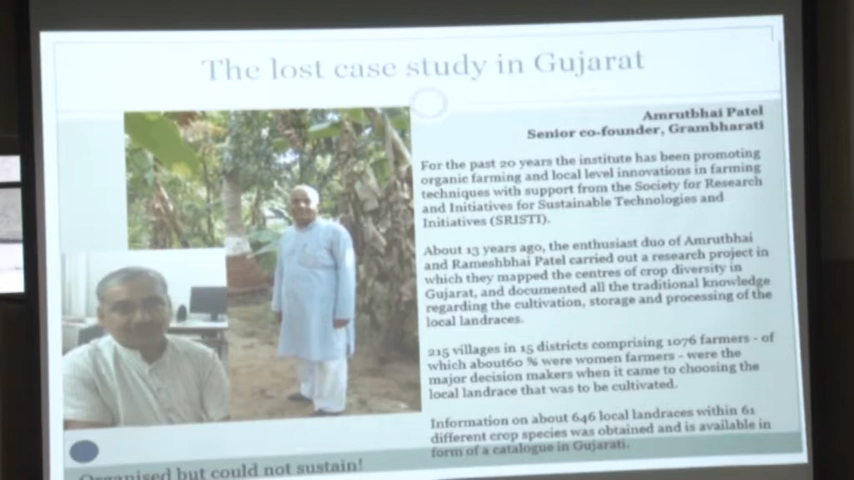 The lost case study in Gujarat
Amrutbhai Patel
Senior co-founder, Grambharati
For the past 20 years the institute has been promoting
organic farming and local level innovations in farming
techniques with support from the Society for Research
and Initiatives for Sustainable Technologies and
Initiatives (SRISTI).
About 13 years ago, the enthusiast duo of Amrutbhai
and Rameshbhai Patel carried out a research project in
which they mapped the centres of crop diversity in
Gujarat, and documented all the traditional knowledge
regarding the cultivation, storage and processing of the
local landraces.
215 villages in 15 districts comprising 1076 farmers - of
which about60 % were women farmers - were the
major decision makers when it came to choosing the
local landrace that was to be cultivated.
Information on about 646 local landraces within 61
different crop species was obtained and is available in
form of a catalogue in Gujarati.
Organised but could not sustain!